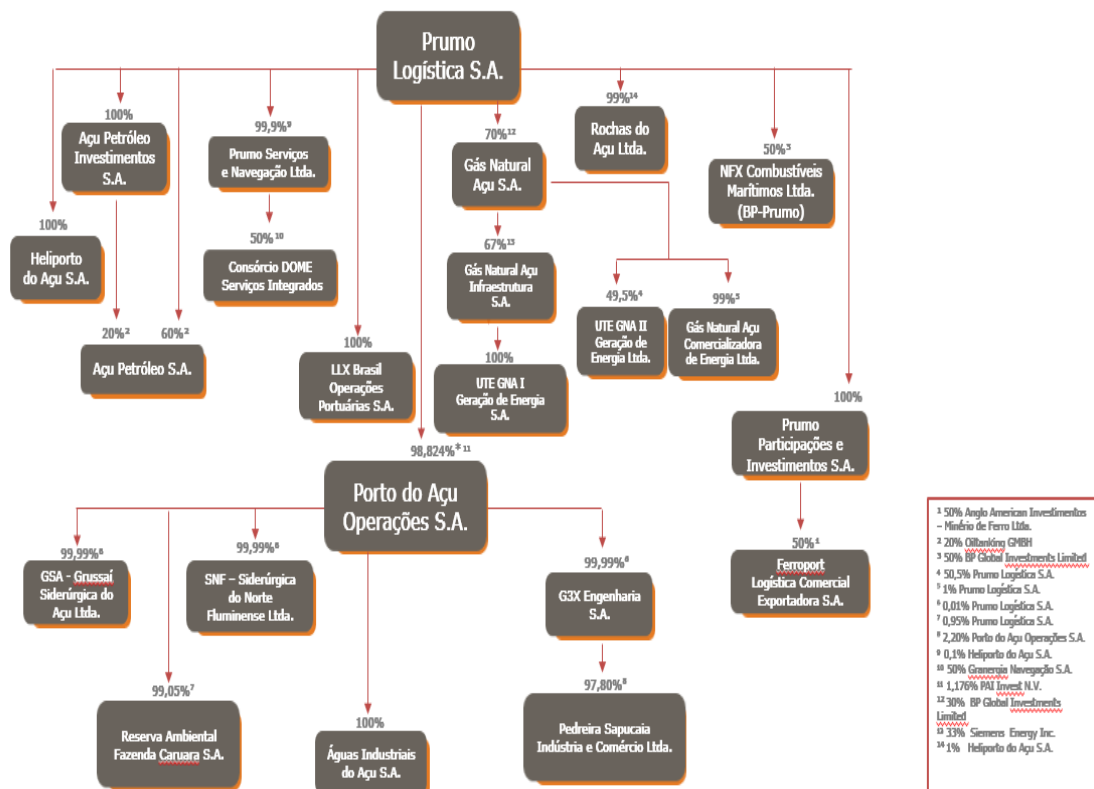 Prumo
Logística S.A.
100%
Açu Petróleo
Investimentos
S.A.
99,9%⁹
Prumo Serviços
e Navegação Ltda.
70%¹²
Gás Natural
Açu S.A.
99%¹⁴
Rochas do
Açu Ltda.
50%³
NFX Combustíveis
Marítimos Ltda.
(BP-Prumo)
100%
Heliporto
do Açu S.A.
50% ¹⁰
Consórcio DOME
Serviços Integrados
67%¹³
Gás Natural Açu
Infraestrutura
S.A.
49,5%⁴
UTE GNA II
Geração de
Energia Ltda.
99%⁵
Gás Natural Açu
Comercializadora
de Energia Ltda.
20%² 60%²
Açu Petróleo S.A.
100%
LLX Brasil
Operações
Portuárias S.A.
100%
UTE GNA I
Geração de Energia
S.A.
100%
Prumo
Participações e
Investimentos S.A.
98,824%* ¹¹
Porto do Açu
Operações S.A.
99,99%⁶
GSA - Grussaí
Siderúrgica do
Açu Ltda.
99,99%⁶
SNF – Siderúrgica
do Norte
Fluminense Ltda.
99,99%⁶
G3X Engenharia
S.A.
50%¹
Ferroport
Logística Comercial
Exportadora S.A.
99,05%⁷
Reserva Ambiental
Fazenda Caruara S.A.
100%
Águas Industriais
do Açu S.A.
97,80%⁸
Pedreira Sapucaia
Indústria e Comércio Ltda.
¹ 50% Anglo American Investimentos
– Minério de Ferro Ltda.
² 20% Oiltanking GMBH
³ 50% BP Global Investments Limited
⁴ 50,5% Prumo Logística S.A.
⁵ 1% Prumo Logística S.A.
⁶ 0,01% Prumo Logística S.A.
⁷ 0,95% Prumo Logística S.A.
⁸ 2,20% Porto do Açu Operações S.A.
⁹ 0,1% Heliporto do Açu S.A.
¹⁰ 50% Granergia Navegação S.A.
¹¹ 1,176% PAI Invest N.V.
¹² 30% BP Global Investments
Limited
¹³ 33% Siemens Energy Inc.
¹⁴ 1% Heliporto do Açu S.A.